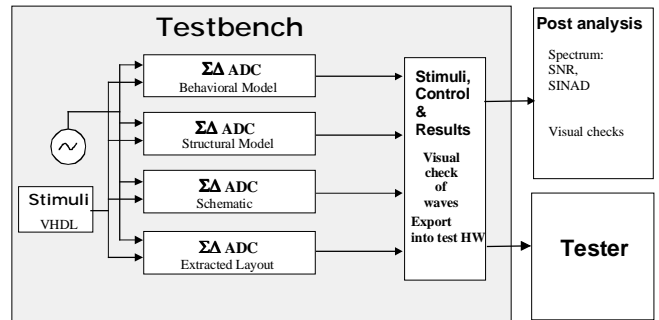 Testbench
ΣΔ ADC
Behavioral Model
ΣΔ ADC
Structural Model
ΣΔ ADC
Schematic
ΣΔ ADC
Extracted Layout
Stimuli
VHDL
Stimuli,
Control
&
Results
Visual
check
of
waves
Export
into test HW
Post analysis
Spectrum:
SNR,
SINAD
Visual checks
Tester